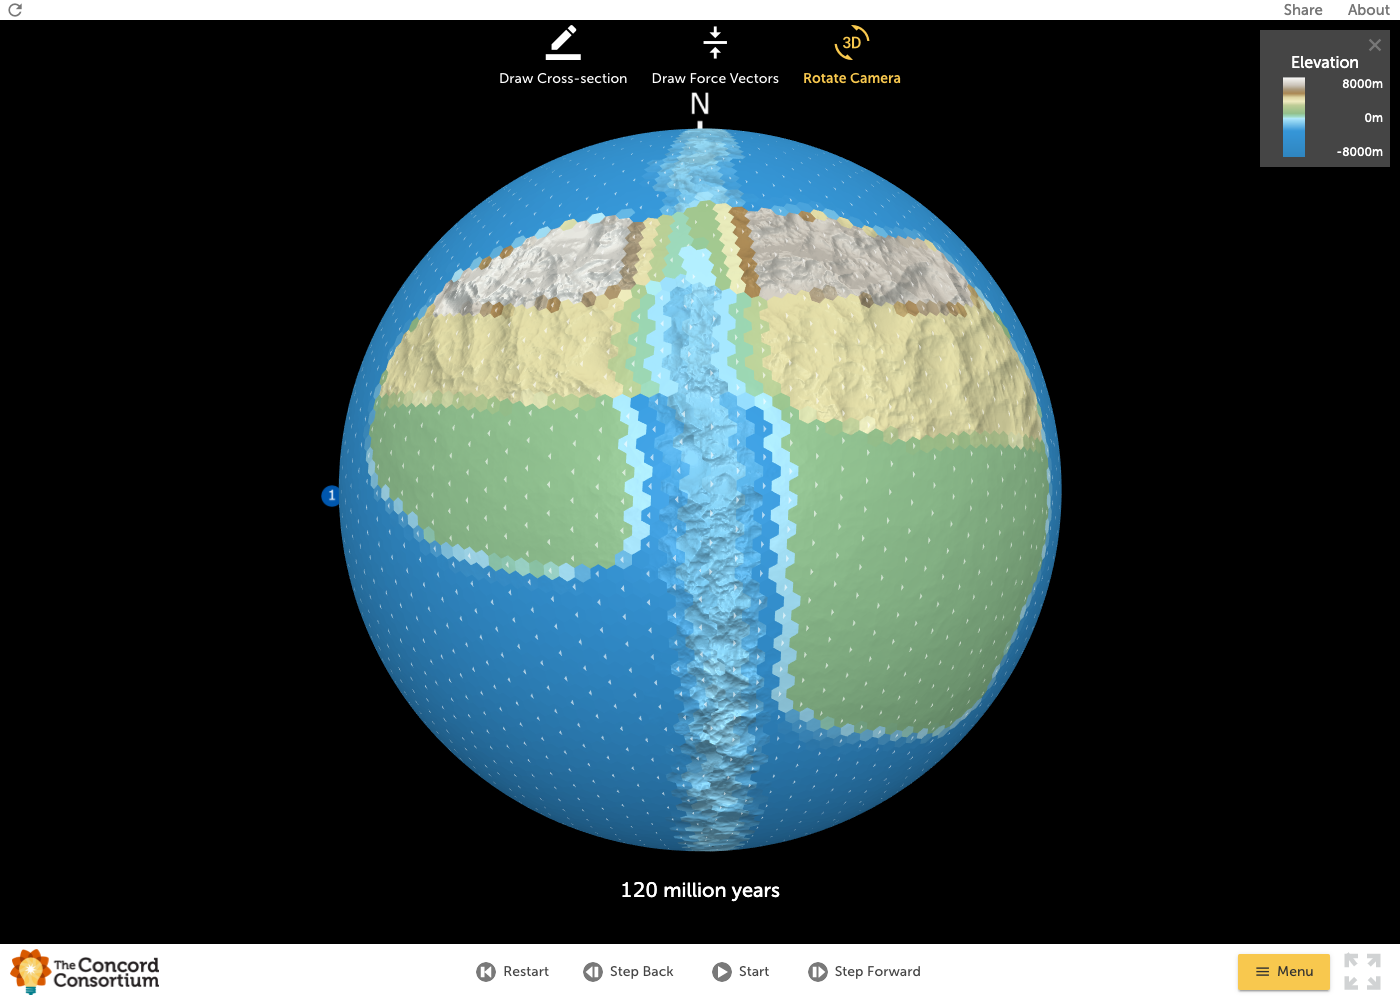 Share About
Draw Cross-section Draw Force Vectors 3D Rotate Camera
Elevation
8000m
0m
-8000m
N
1
120 million years
The Concord
Consortium
Restart Step Back Start Step Forward Menu